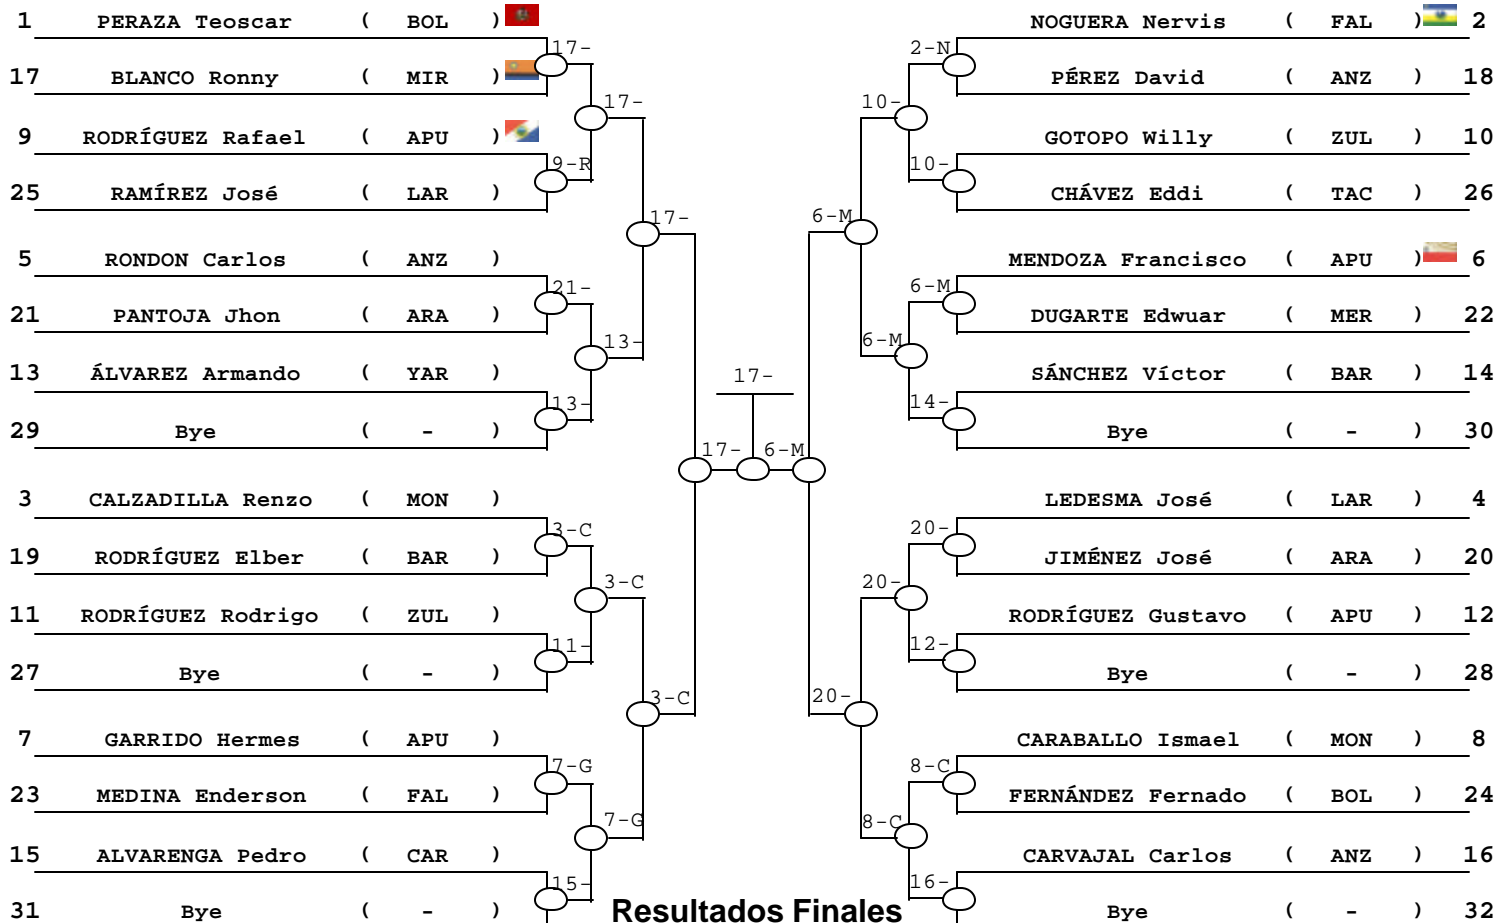 1 PERAZA Teoscar ( BOL ) NOGUERA Nervis ( FAL ) 2
17- 2-N
17 BLANCO Ronny ( MIR ) PÉREZ David ( ANZ ) 18
17- 10-
9 RODRÍGUEZ Rafael ( APU ) GOTOPO Willy ( ZUL ) 10
9-R 10-
25 RAMÍREZ José ( LAR ) CHÁVEZ Eddi ( TAC ) 26
17- 6-M
5 RONDON Carlos ( ANZ ) MENDOZA Francisco ( APU ) 6
21- 6-M
21 PANTOJA Jhon ( ARA ) DUGARTE Edwuar ( MER ) 22
13- 6-M
13 ÁLVAREZ Armando ( YAR ) 17- SÁNCHEZ Víctor ( BAR ) 14
13- 14-
29 Bye ( - ) Bye ( - ) 30
17- 6-M
3 CALZADILLA Renzo ( MON ) LEDESMA José ( LAR ) 4
3-C 20-
19 RODRÍGUEZ Elber ( BAR ) JIMÉNEZ José ( ARA ) 20
3-C 20-
11 RODRÍGUEZ Rodrigo ( ZUL ) RODRÍGUEZ Gustavo ( APU ) 12
11- 12-
27 Bye ( - ) Bye ( - ) 28
3-C 20-
7 GARRIDO Hermes ( APU ) CARABALLO Ismael ( MON ) 8
7-G 8-C
23 MEDINA Enderson ( FAL ) FERNÁNDEZ Fernado ( BOL ) 24
7-G 8-C
15 ALVARENGA Pedro ( CAR ) CARVAJAL Carlos ( ANZ ) 16
15- 16-
31 Bye ( - ) Resultados Finales Bye ( - ) 32